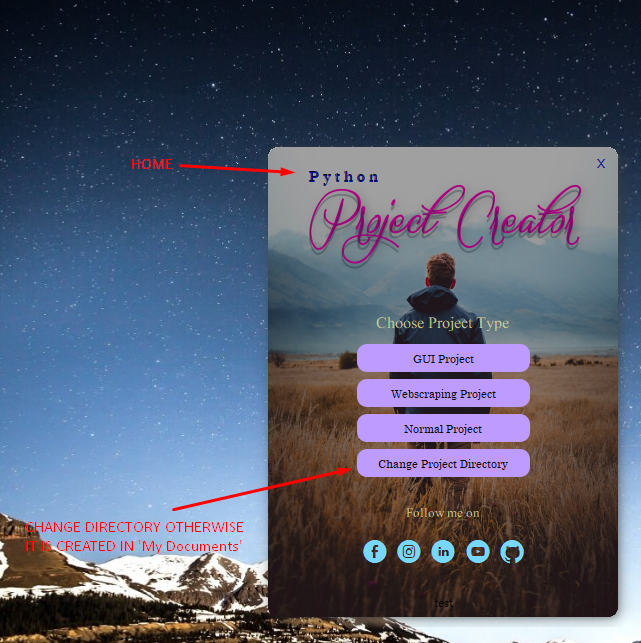 HOME
X
Python
Project Creator
Choose Project Type
GUI Project
Webscraping Project
Normal Project
Change Project Directory
CHANGE DIRECTORY OTHERWISE
IT IS CREATED IN 'My Documents'
Follow me on
in
test